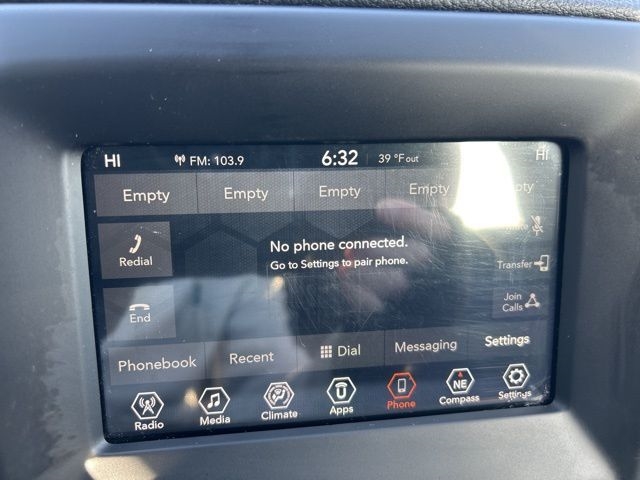 HI FM: 103.9 6:32 39 °F out HI
Empty Empty Empty Empty
No phone connected.
Go to Settings to pair phone.
Redial
Transfer
End
Join
Calls
Phonebook Recent Dial Messaging Settings
Radio Media Climate Apps Phone NE Compass Settings